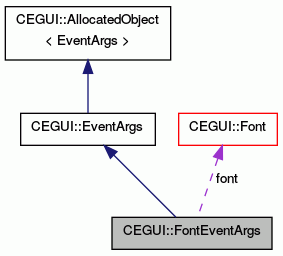 CEGUI::AllocatedObject
< EventArgs >
CEGUI::EventArgs
CEGUI::Font
font
CEGUI::FontEventArgs